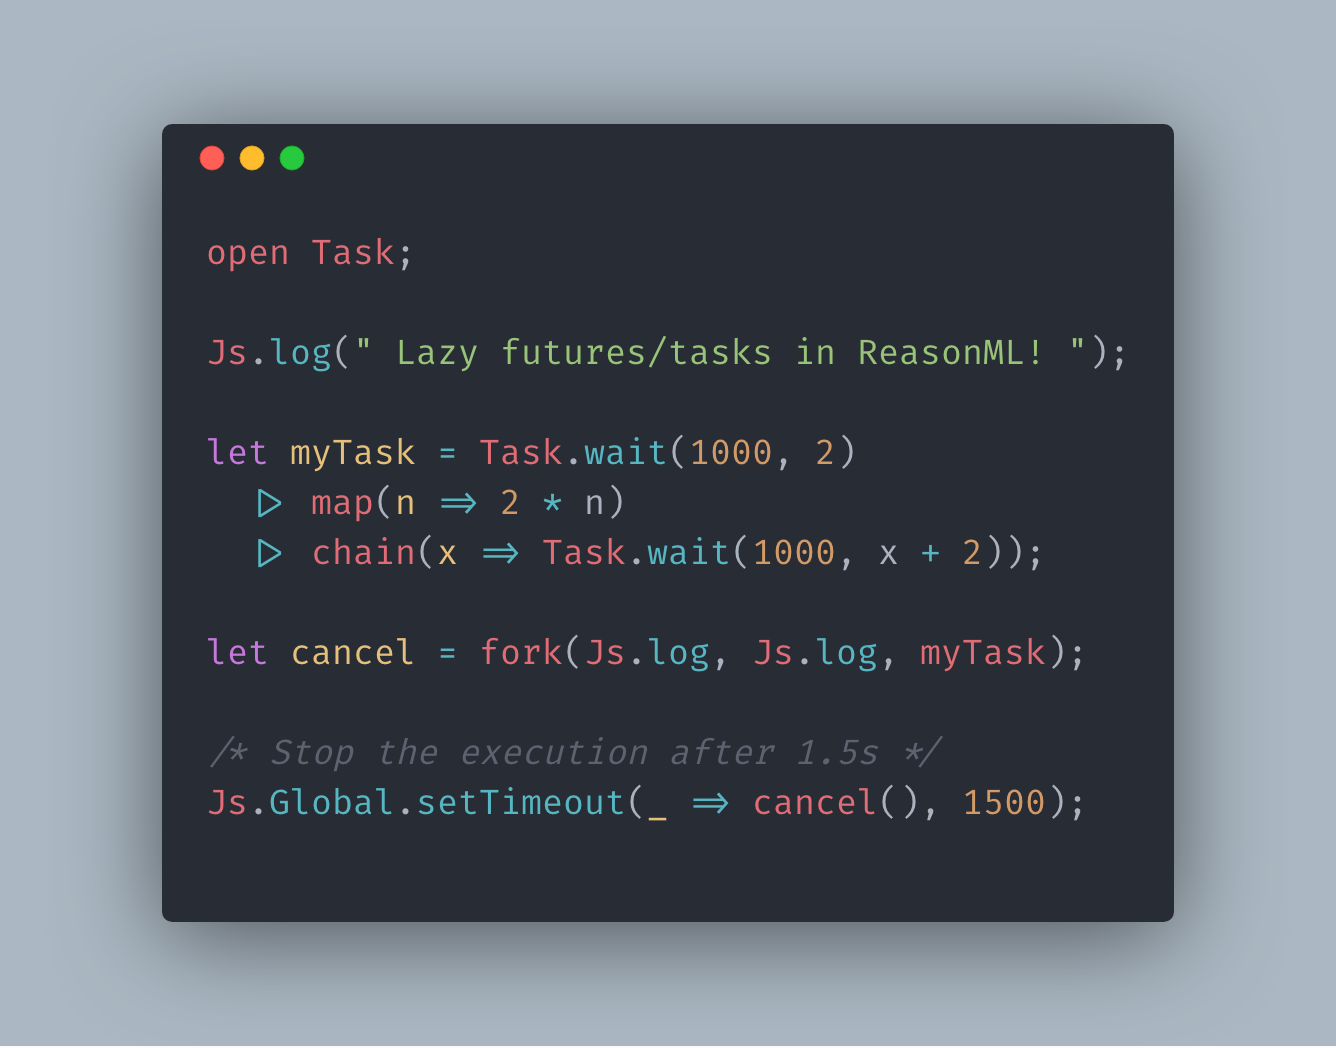 open Task;
Js.log(" Lazy futures/tasks in ReasonML! ");
let myTask = Task.wait(1000, 2)
  |> map(n => 2 * n)
  |> chain(x => Task.wait(1000, x + 2));
let cancel = fork(Js.log, Js.log, myTask);
/* Stop the execution after 1.5s */
Js.Global.setTimeout(_ => cancel(), 1500);